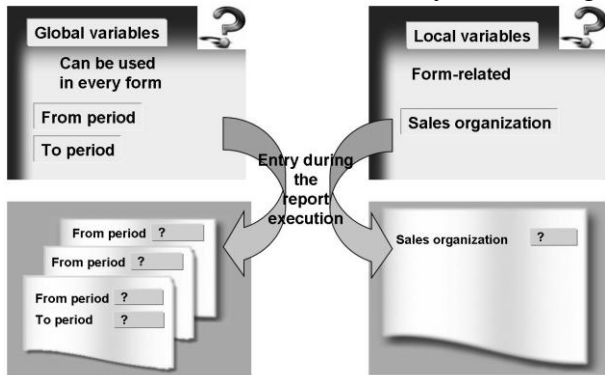 Global variables
Can be used
in every form
From period
To period
Local variables
Form-related
Sales organization
Entry during
the
report
execution
From period ?
From period ?
From period ?
To period ?
Sales organization ?